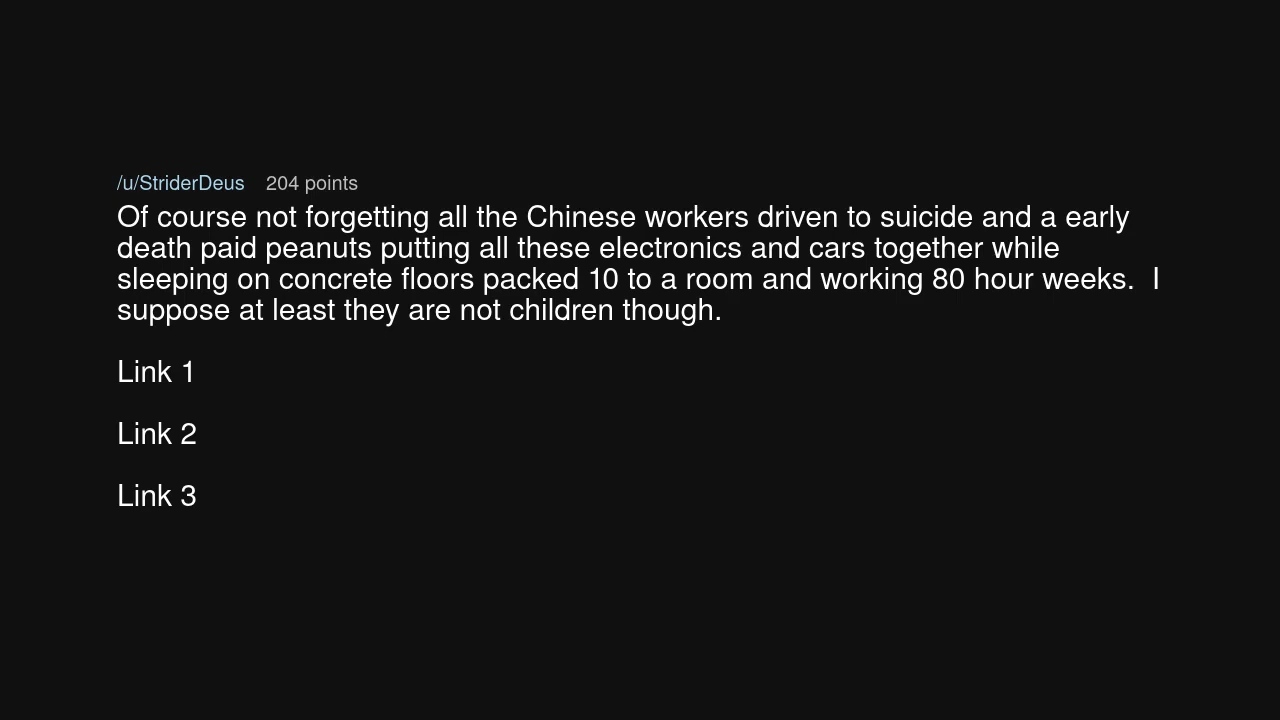 /u/StriderDeus 204 points
Of course not forgetting all the Chinese workers driven to suicide and a early
death paid peanuts putting all these electronics and cars together while
sleeping on concrete floors packed 10 to a room and working 80 hour weeks.  I
suppose at least they are not children though.
Link 1
Link 2
Link 3